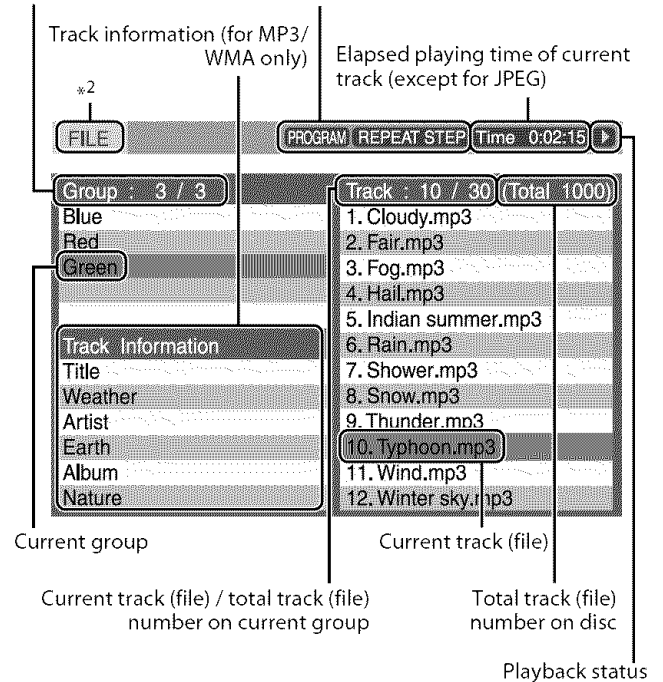 Track information (for MP3/
WMA only)
Elapsed playing time of current
track (except for JPEG)
*2
FILE
PROGRAM REPEAT STEP Time 0:02:15
Group : 3 / 3
Track : 10 / 30 (Total 1000)
Blue
Red
Green
1. Cloudy.mp3
2. Fair.mp3
3. Fog.mp3
4. Hail.mp3
5. Indian summer.mp3
6. Rain.mp3
7. Shower.mp3
8. Snow.mp3
9. Thunder.mp3
10. Typhoon.mp3
11. Wind.mp3
12. Winter sky.mp3
Track Information
Title
Weather
Artist
Earth
Album
Nature
Current group
Current track (file)
Current track (file) / total track (file)
number on current group
Total track (file)
number on disc
Playback status